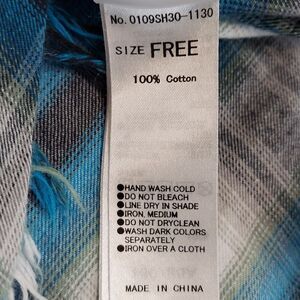 No. 0109SH30-1130
SIZE FREE
100% Cotton
●HAND WASH COLD
●DO NOT BLEACH
●LINE DRY IN SHADE
●IRON, MEDIUM
●DO NOT DRYCLEAN
●WASH DARK COLORS
SEPARATELY
●IRON OVER A CLOTH
MADE IN CHINA